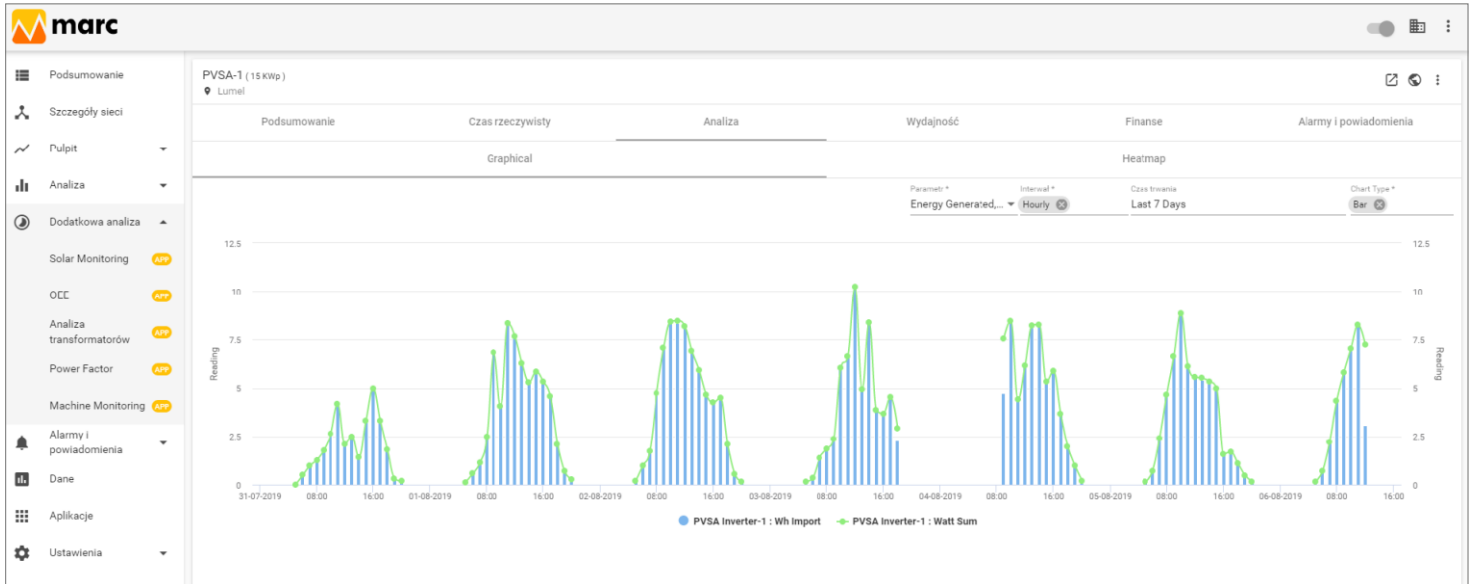 marc
Podsumowanie
Szczegóły sieci
Pulpit
Analiza
Dodatkowa analiza
Solar Monitoring APP
OEE APP
Analiza
transformatorów APP
Power Factor APP
Machine Monitoring APP
Alarmy i
powiadomienia
Dane
Aplikacje
Ustawienia
PVSA-1 (15 KWp)
Lumel
Podsumowanie Czas rzeczywisty Analiza Wydajność Finanse Alarmy i powiadomienia
Graphical Heatmap
Parametr * Interwał * Czas trwania Chart Type *
Energy Generated,... Hourly Last 7 Days Bar
12.5 12.5
10 10
7.5 7.5
Reading Reading
5 5
2.5 2.5
0 0
31-07-2019 08:00 16:00 01-08-2019 08:00 16:00 02-08-2019 08:00 16:00 03-08-2019 08:00 16:00 04-08-2019 08:00 16:00 05-08-2019 08:00 16:00 06-08-2019 08:00 16:00
PVSA Inverter-1 : Wh Import PVSA Inverter-1 : Watt Sum